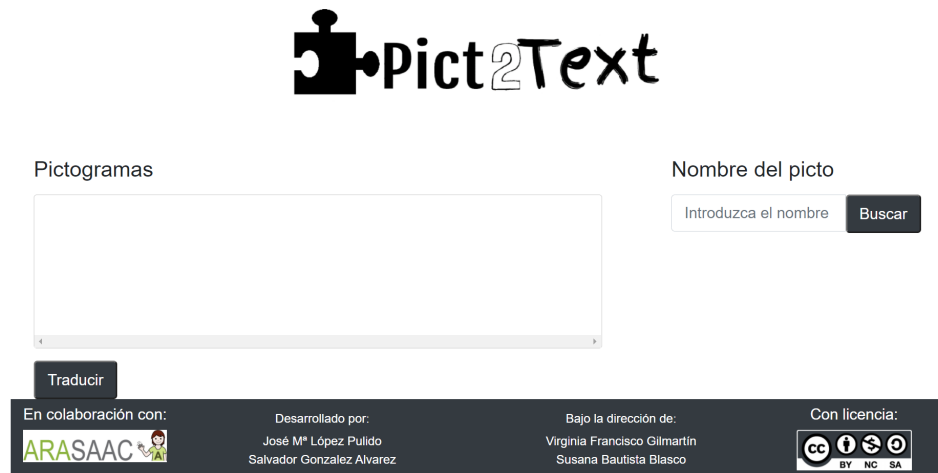 Pict2Text
Pictogramas
Nombre del picto
Introduzca el nombre
Buscar
Traducir
En colaboración con:
ARASAAC
Desarrollado por:
José Mª López Pulido
Salvador Gonzalez Alvarez
Bajo la dirección de:
Virginia Francisco Gilmartín
Susana Bautista Blasco
Con licencia:
cc
BY NC SA